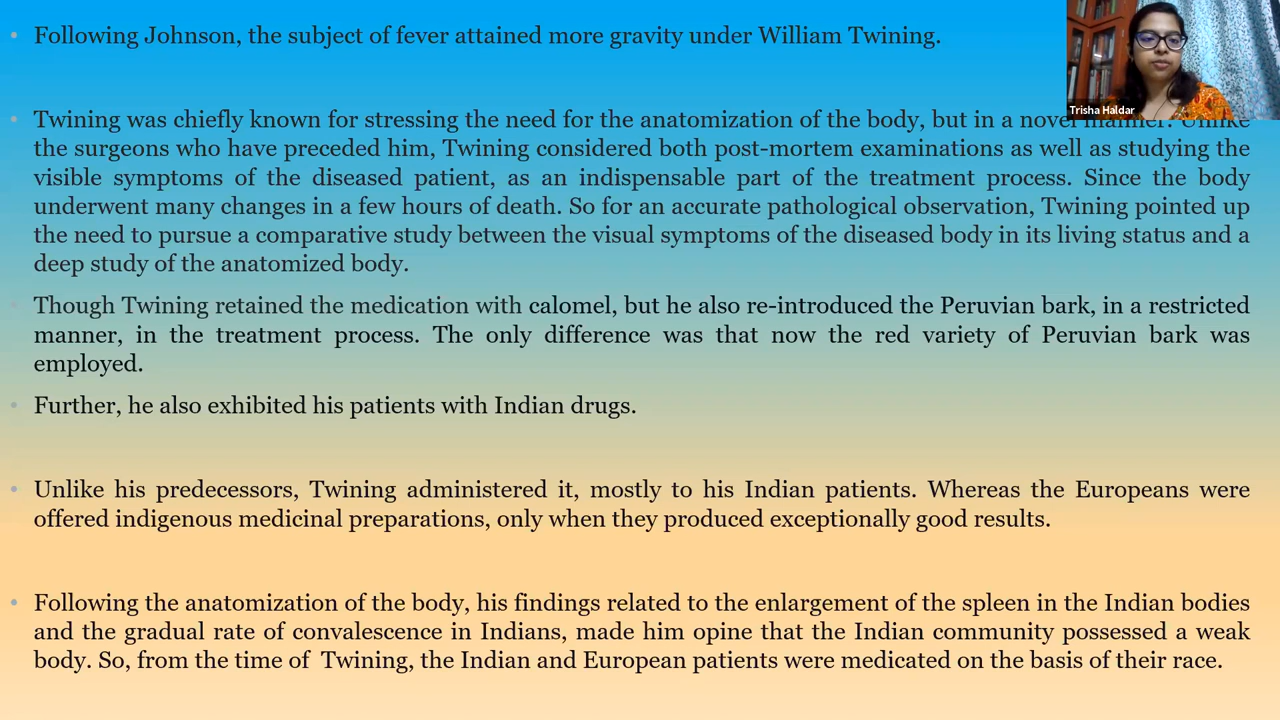 • Following Johnson, the subject of fever attained more gravity under William Twining.
Trisha Haldar
• Twining was chiefly known for stressing the need for the anatomization of the body, but in a novel manner. Unlike
the surgeons who have preceded him, Twining considered both post-mortem examinations as well as studying the
visible symptoms of the diseased patient, as an indispensable part of the treatment process. Since the body
underwent many changes in a few hours of death. So for an accurate pathological observation, Twining pointed up
the need to pursue a comparative study between the visual symptoms of the diseased body in its living status and a
deep study of the anatomized body.
• Though Twining retained the medication with calomel, but he also re-introduced the Peruvian bark, in a restricted
manner, in the treatment process. The only difference was that now the red variety of Peruvian bark was
employed.
• Further, he also exhibited his patients with Indian drugs.
• Unlike his predecessors, Twining administered it, mostly to his Indian patients. Whereas the Europeans were
offered indigenous medicinal preparations, only when they produced exceptionally good results.
• Following the anatomization of the body, his findings related to the enlargement of the spleen in the Indian bodies
and the gradual rate of convalescence in Indians, made him opine that the Indian community possessed a weak
body. So, from the time of Twining, the Indian and European patients were medicated on the basis of their race.